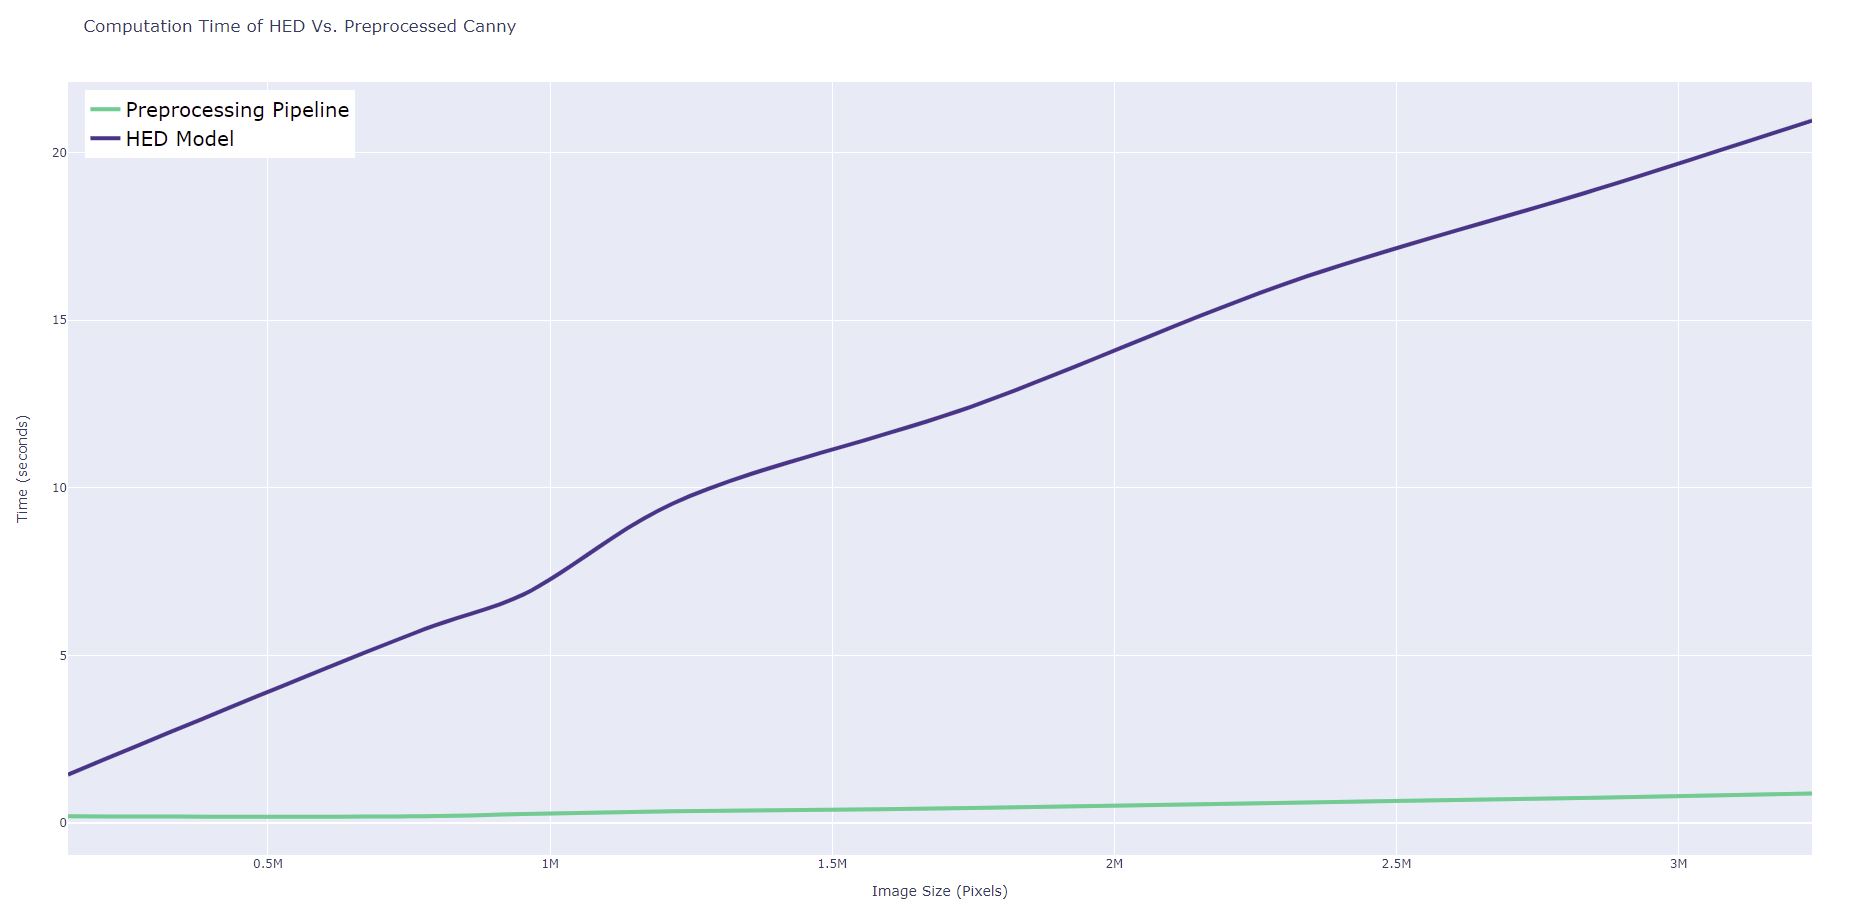 Computation Time of HED Vs. Preprocessed Canny
Preprocessing Pipeline
HED Model
20
15
10
5
0
Time (seconds)
0.5M
1M
1.5M
2M
2.5M
3M
Image Size (Pixels)